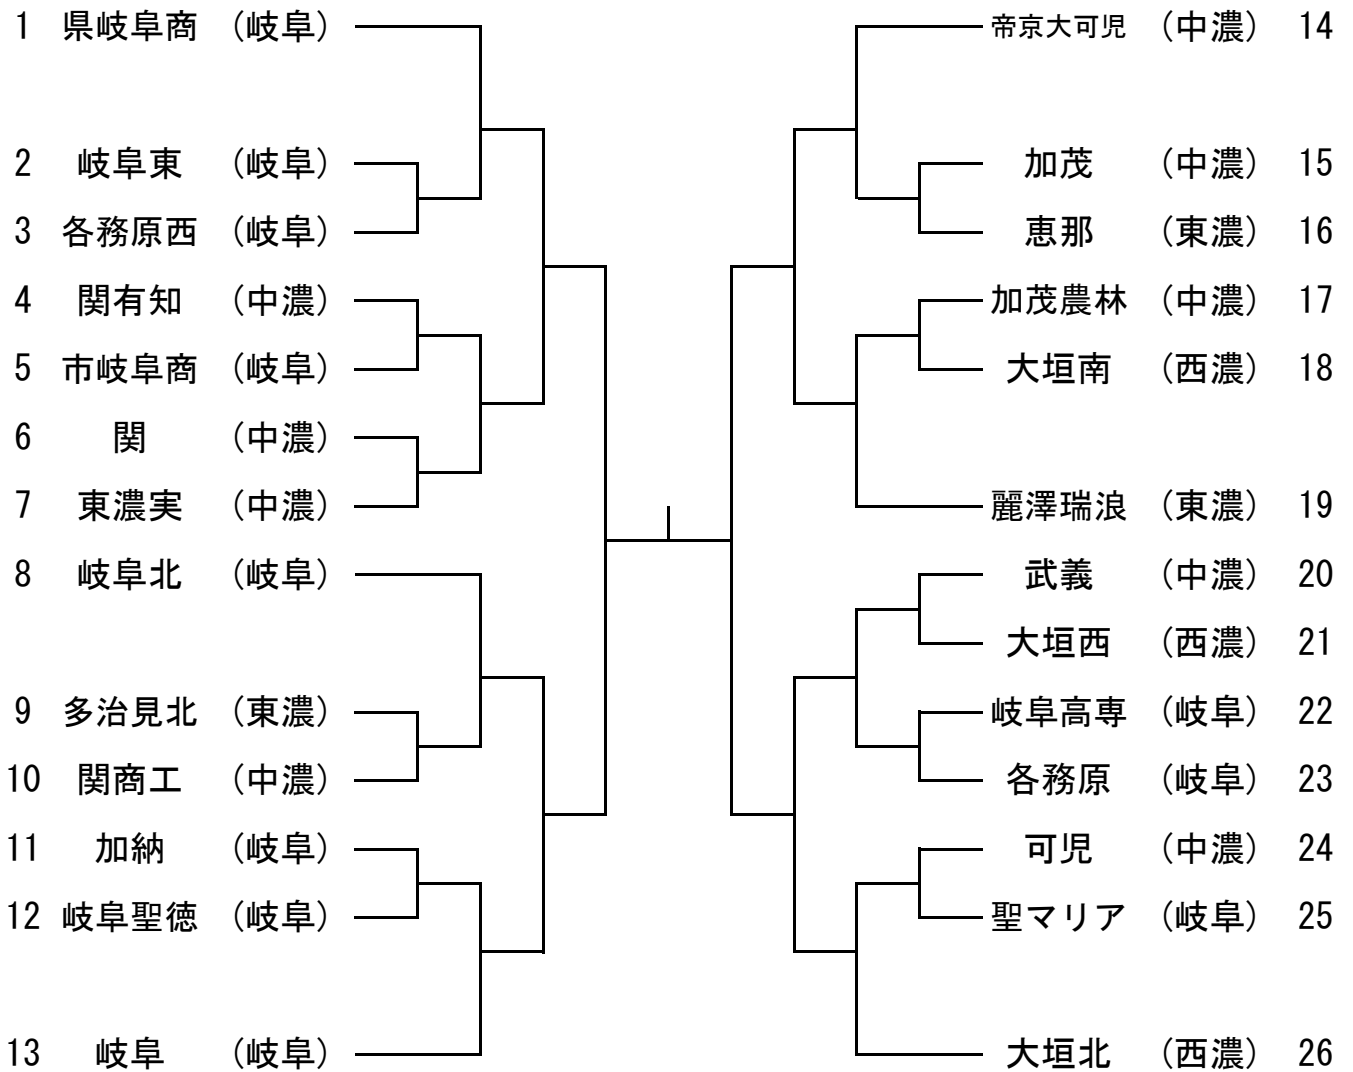 1 県岐阜商 (岐阜)
2 岐阜東 (岐阜)
3 各務原西 (岐阜)
4 関有知 (中濃)
5 市岐阜商 (岐阜)
6 関 (中濃)
7 東濃実 (中濃)
8 岐阜北 (岐阜)
9 多治見北 (東濃)
10 関商工 (中濃)
11 加納 (岐阜)
12 岐阜聖徳 (岐阜)
13 岐阜 (岐阜)
帝京大可児 (中濃) 14
加茂 (中濃) 15
恵那 (東濃) 16
加茂農林 (中濃) 17
大垣南 (西濃) 18
麗澤瑞浪 (東濃) 19
武義 (中濃) 20
大垣西 (西濃) 21
岐阜高専 (岐阜) 22
各務原 (岐阜) 23
可児 (中濃) 24
聖マリア (岐阜) 25
大垣北 (西濃) 26